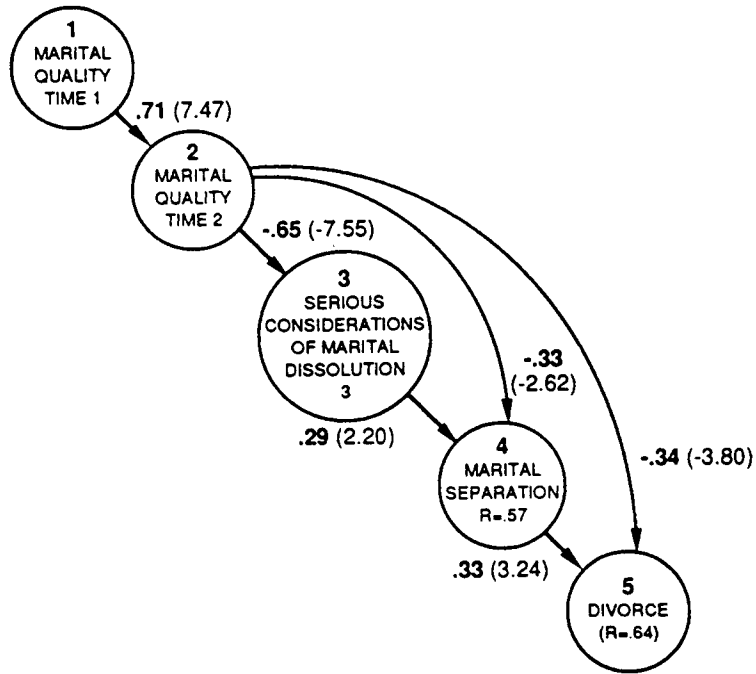 1
MARITAL
QUALITY
TIME 1
.71 (7.47)
2
MARITAL
QUALITY
TIME 2
-.65 (-7.55)
3
SERIOUS
CONSIDERATIONS
OF MARITAL
DISSOLUTION
3
-.33
(-2.62)
.29 (2.20)
4
MARITAL
SEPARATION
R=.57
-.34 (-3.80)
.33 (3.24)
5
DIVORCE
(R=.64)